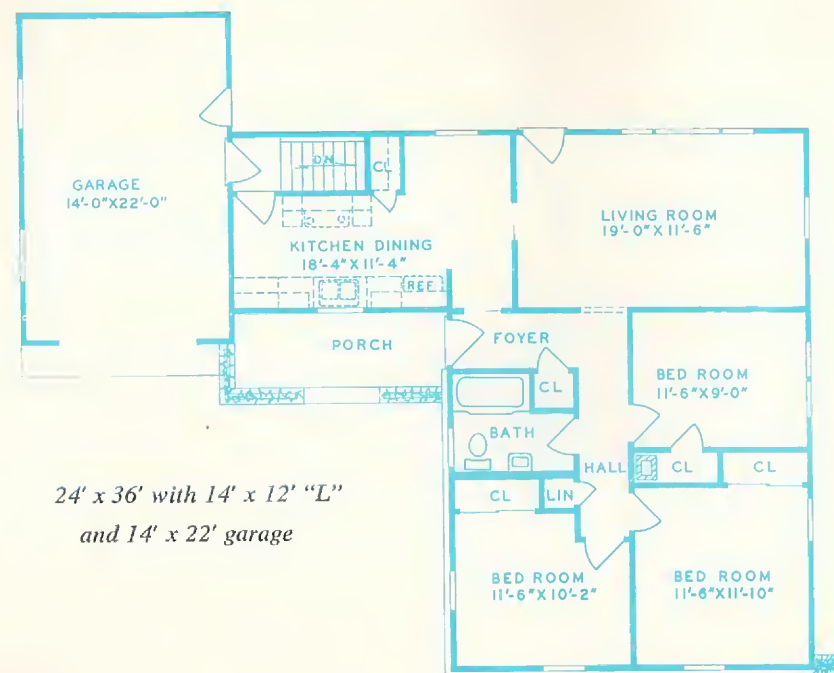 GARAGE
14'-0"X22'-0"
DN
CL
KITCHEN DINING
18'-4"X11'-4"
REF.
LIVING ROOM
19'-0"X11'-6"
PORCH
FOYER
CL
BED ROOM
11'-6"X9'-0"
BATH
HALL
CL
CL
CL
LIN
BED ROOM
11'-6"X10'-2"
BED ROOM
11'-6"X11'-10"
24' x 36' with 14' x 12' “L”
and 14' x 22' garage